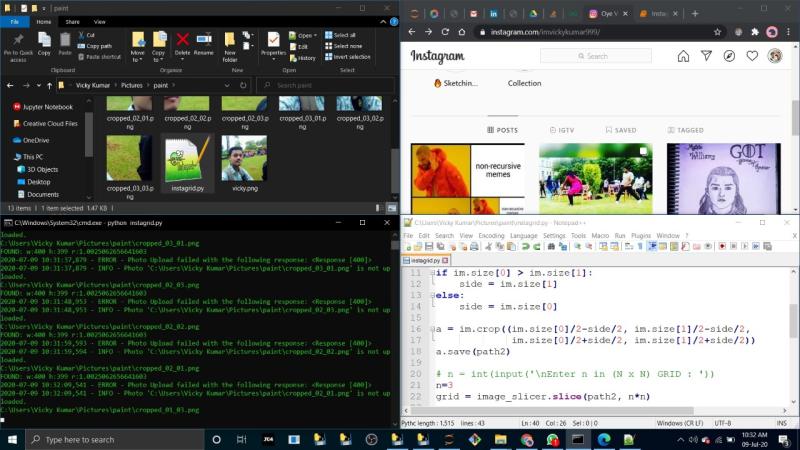 paint
File
Home
Share
View
Pin to Quick access
Copy
Paste
Cut
Copy path
Paste shortcut
Move to
Copy to
Delete
Rename
New folder
Properties
Open
Edit
History
Select all
Select none
Invert selection
Clipboard
Organize
New
Open
Select
Vicky Kumar
Pictures
paint
Search paint
Jupyter Notebook
Creative Cloud Files
OneDrive
This PC
3D Objects
Desktop
Documents
cropped_02_01.png
cropped_02_02.png
cropped_02_03.png
cropped_03_01.png
cropped_03_02.png
cropped_03_03.png
instagrid.py
vicky.png
13 items
1 item selected 1.47 KB
instagram.com/imvickykumar999/
Instagram
Search
Sketchin...
Collection
POSTS
IGTV
SAVED
TAGGED
non-recursive
memes
GOT
C:\Windows\System32\cmd.exe - python instagrid.py
loaded.
C:\Users\Vicky Kumar\Pictures\paint\cropped_03_01.png
FOUND: w:400 h:399 r:1.0025062656641603
2020-07-09 10:31:37,879 - ERROR - Photo Upload failed with the following response: <Response [400]>
2020-07-09 10:31:37,879 - INFO - Photo 'C:\Users\Vicky Kumar\Pictures\paint\cropped_03_01.png' is not up
loaded.
C:\Users\Vicky Kumar\Pictures\paint\cropped_02_03.png
FOUND: w:400 h:399 r:1.0025062656641603
2020-07-09 10:31:48,953 - ERROR - Photo Upload failed with the following response: <Response [400]>
2020-07-09 10:31:48,953 - INFO - Photo 'C:\Users\Vicky Kumar\Pictures\paint\cropped_02_03.png' is not up
loaded.
C:\Users\Vicky Kumar\Pictures\paint\cropped_02_02.png
FOUND: w:400 h:399 r:1.0025062656641603
2020-07-09 10:31:59,593 - ERROR - Photo Upload failed with the following response: <Response [400]>
2020-07-09 10:31:59,594 - INFO - Photo 'C:\Users\Vicky Kumar\Pictures\paint\cropped_02_02.png' is not up
loaded.
C:\Users\Vicky Kumar\Pictures\paint\cropped_02_01.png
FOUND: w:400 h:399 r:1.0025062656641603
2020-07-09 10:32:09,541 - ERROR - Photo Upload failed with the following response: <Response [400]>
2020-07-09 10:32:09,541 - INFO - Photo 'C:\Users\Vicky Kumar\Pictures\paint\cropped_02_01.png' is not up
loaded.
C:\Users\Vicky Kumar\Pictures\paint\cropped_01_03.png
C:\Users\Vicky Kumar\Pictures\paint\instagrid.py - Notepad++
File Edit Search View Encoding Language Settings Tools Macro Run Plugins Window ?
instagrid.py
11 if im.size[0] > im.size[1]:
12 side = im.size[1]
13 else:
14 side = im.size[0]
15
16 a = im.crop((im.size[0]/2-side/2, im.size[1]/2-side/2,
17 im.size[0]/2+side/2, im.size[1]/2+side/2))
18 a.save(path2)
19
20 # n = int(input('\nEnter n in (N x N) GRID : '))
21 n=3
22 grid = image_slicer.slice(path2, n*n)
length : 1,515 lines : 43
Ln : 40 Col : 26 Sel : 0 | 0
Windows (CR LF)
UTF-8
INS
Type here to search
10:32 AM
09-Jul-20